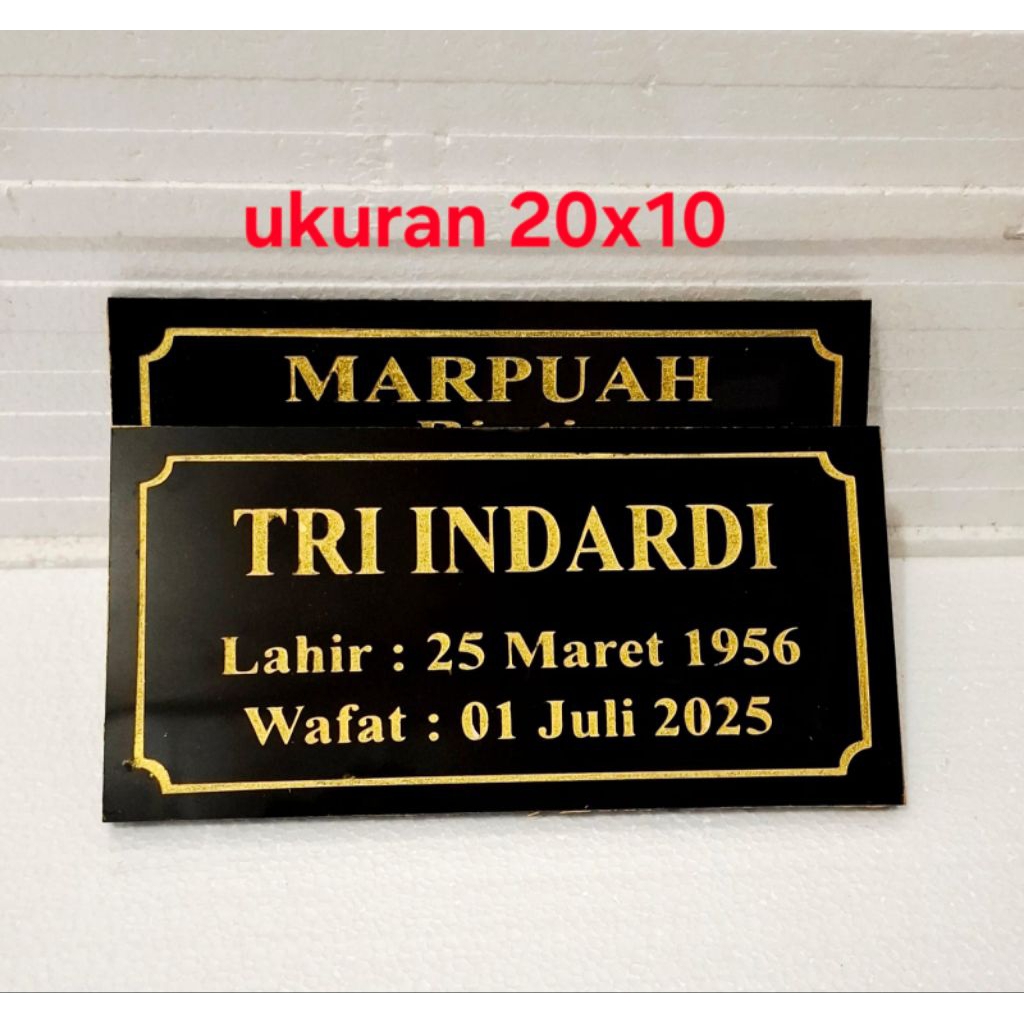 ukuran 20x10
MARPUAH
TRI INDARDI
Lahir : 25 Maret 1956
Wafat : 01 Juli 2025